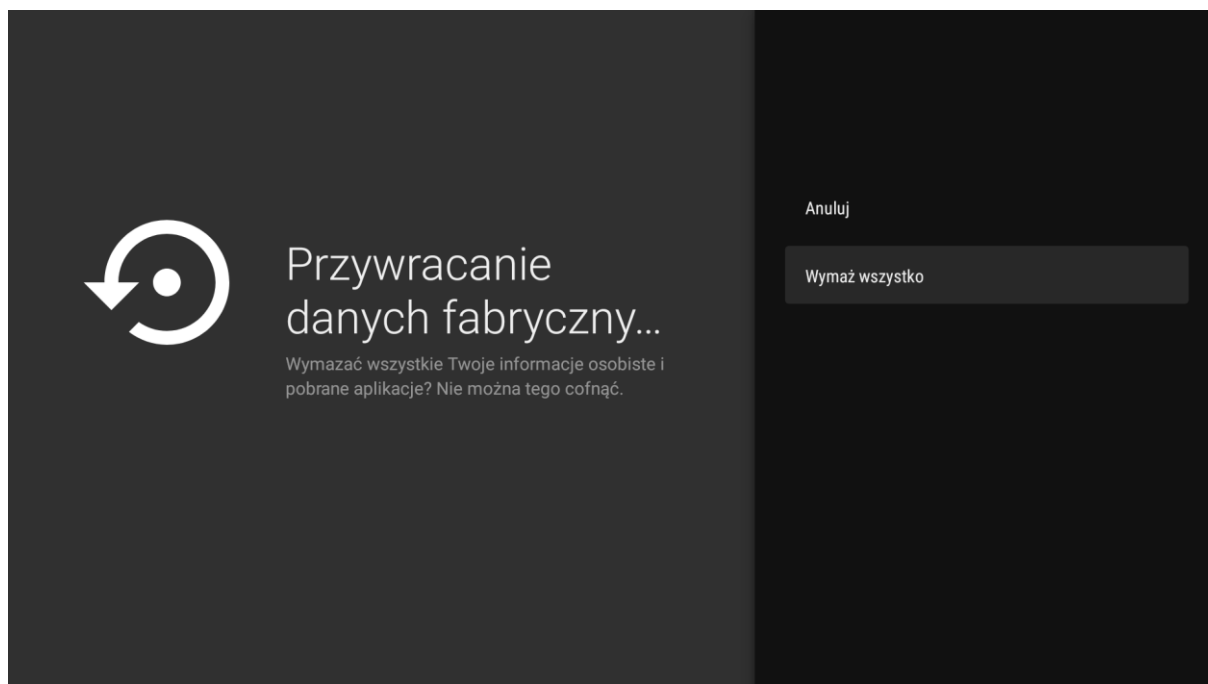 Przywracanie
danych fabryczny...
Wymazać wszystkie Twoje informacje osobiste i
pobrane aplikacje? Nie można tego cofnąć.
Anuluj
Wymaż wszystko